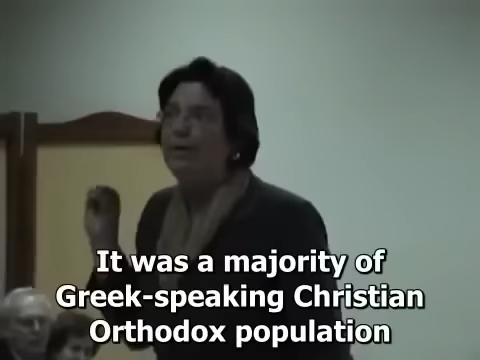 It was a majority of
Greek-speaking Christian
Orthodox population